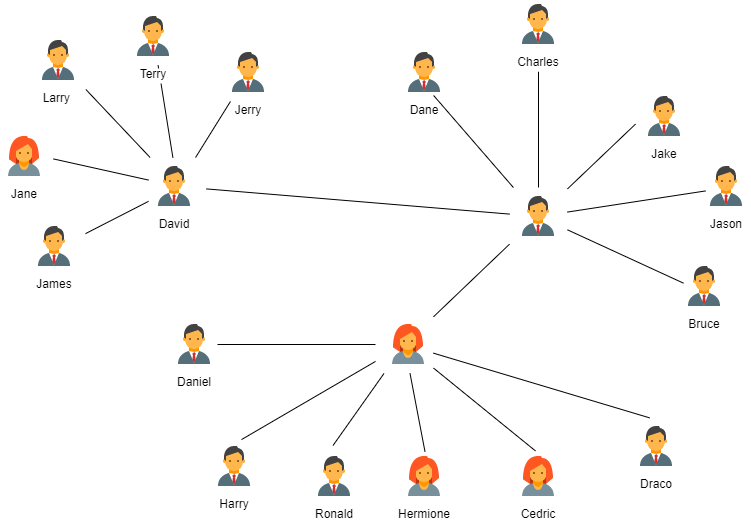 Charles
Terry
Larry
Jerry
Dane
Jake
Jane
David
Jason
James
Bruce
Daniel
Harry
Ronald
Hermione
Cedric
Draco